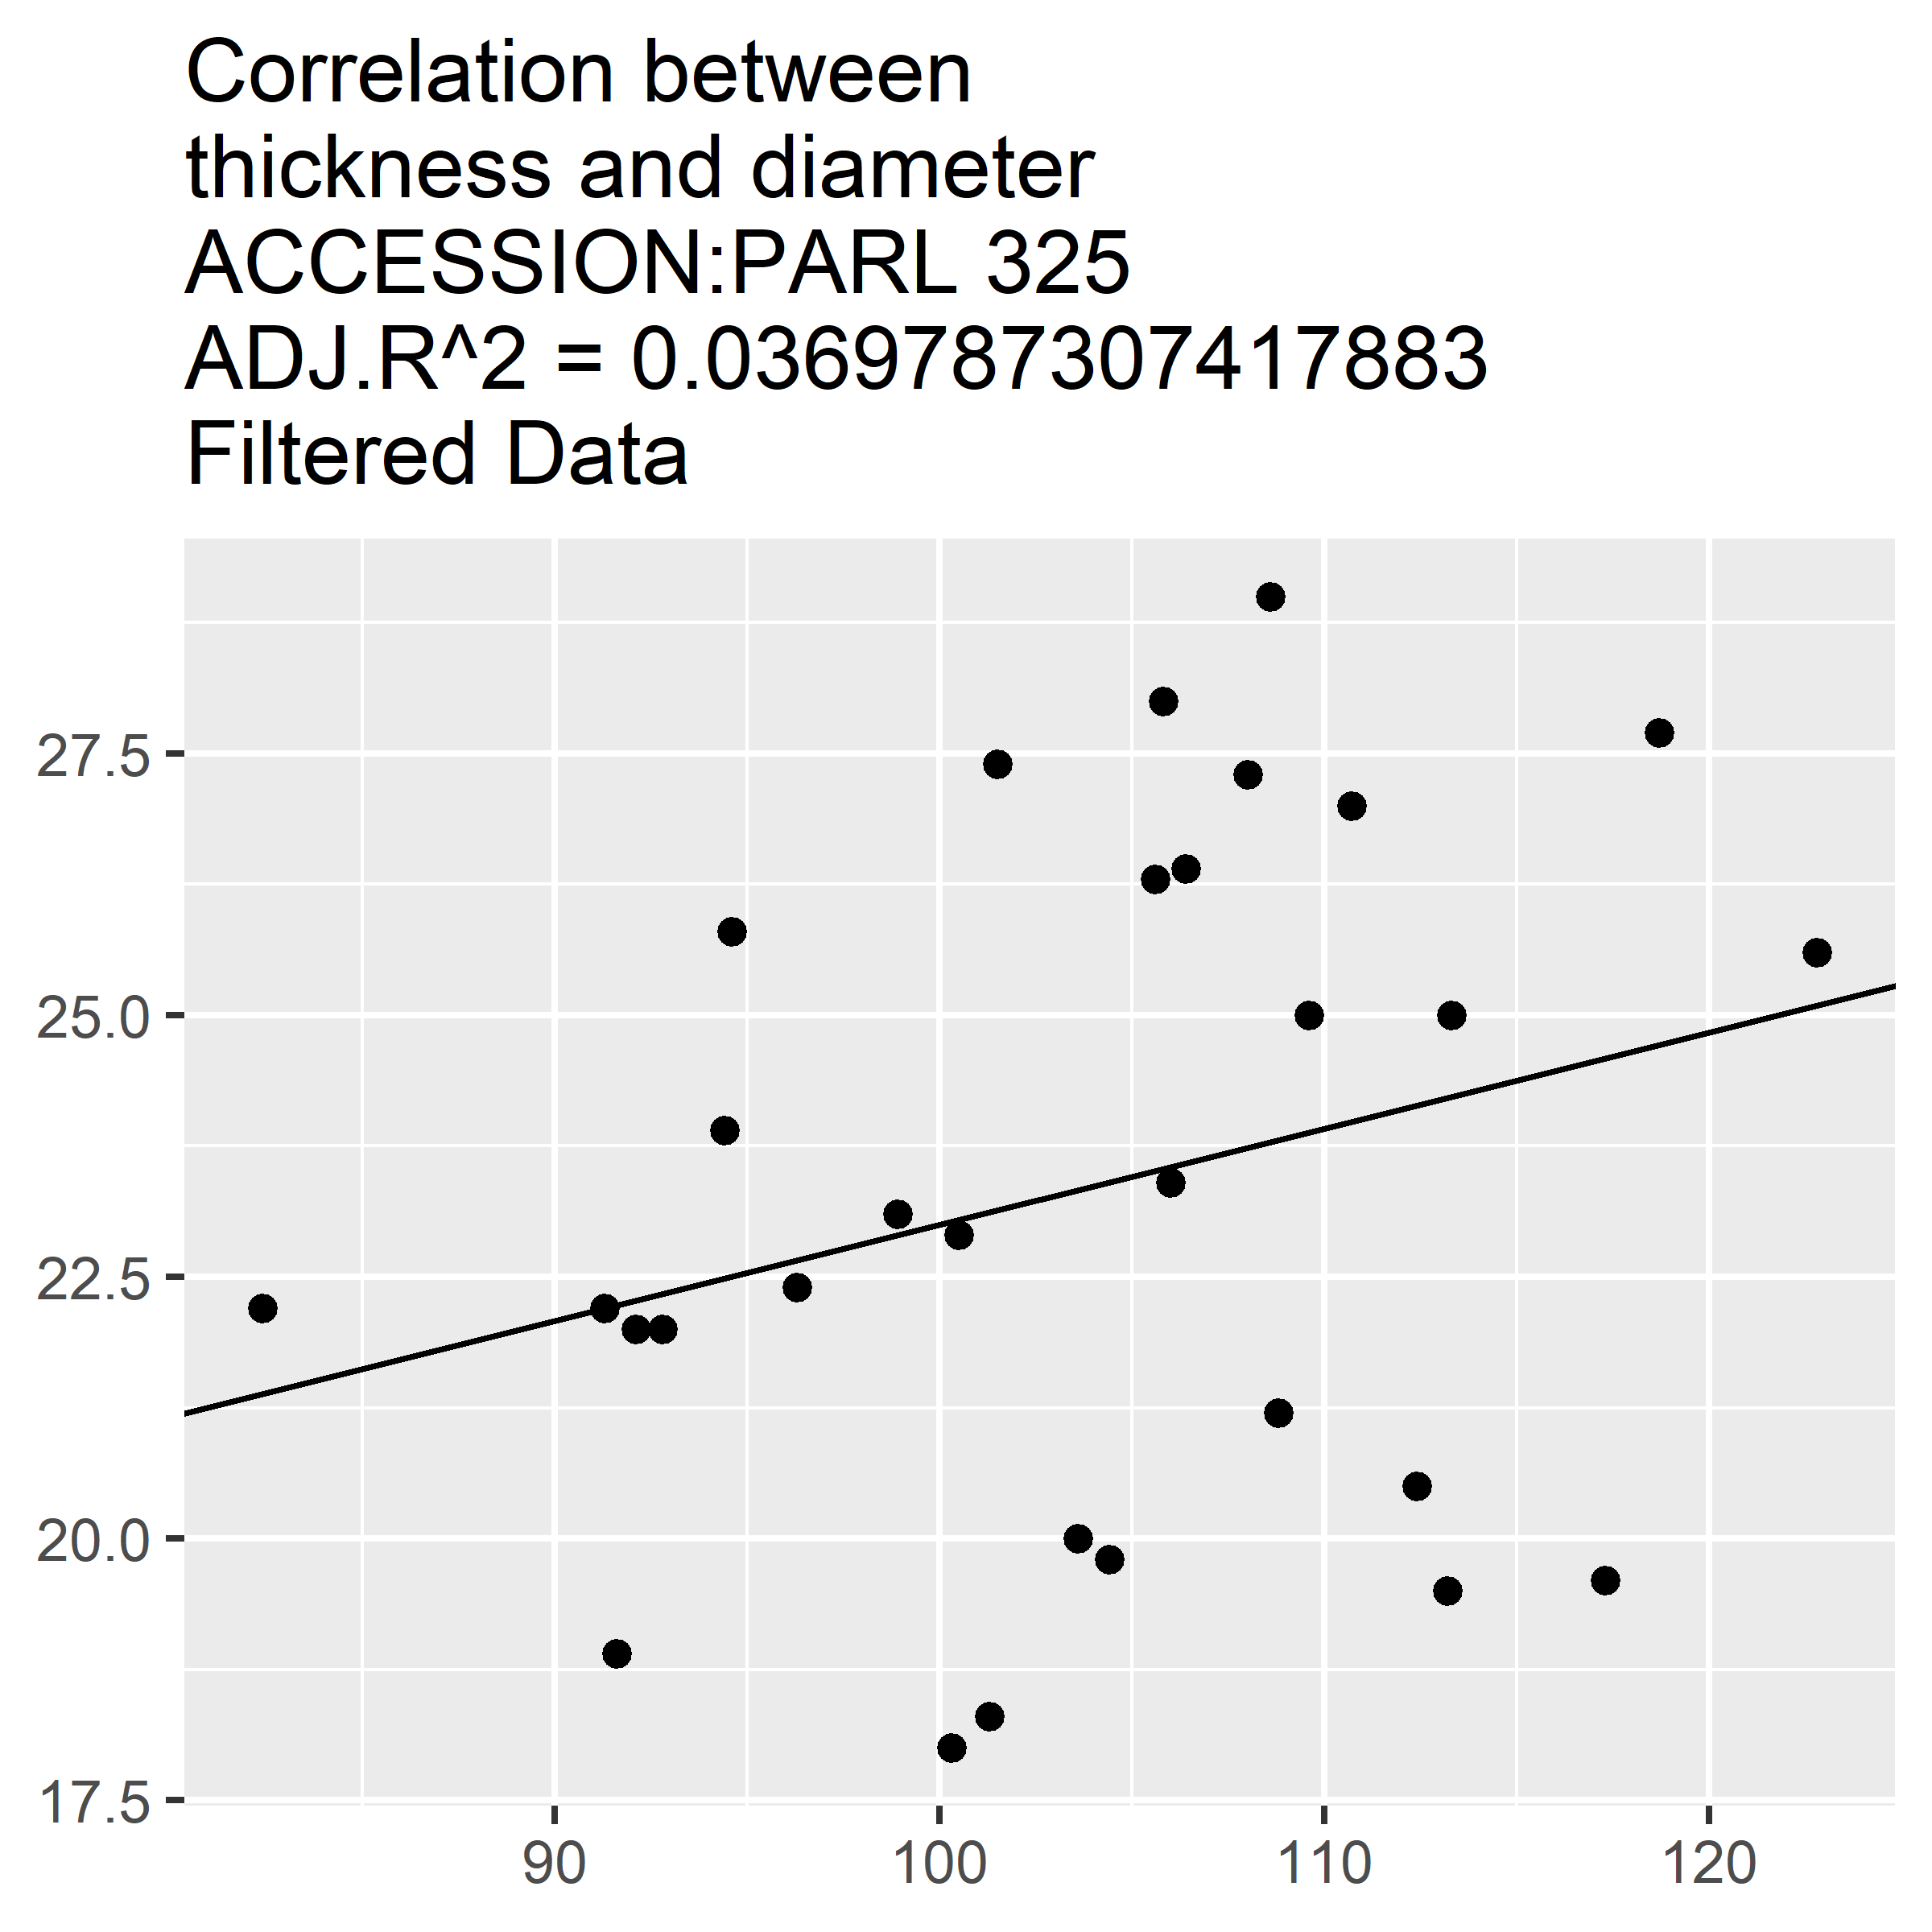 Correlation between
thickness and diameter
ACCESSION:PARL 325
ADJ.R^2 = 0.0369787307417883
Filtered Data
27.5
25.0
22.5
20.0
17.5
90 100 110 120